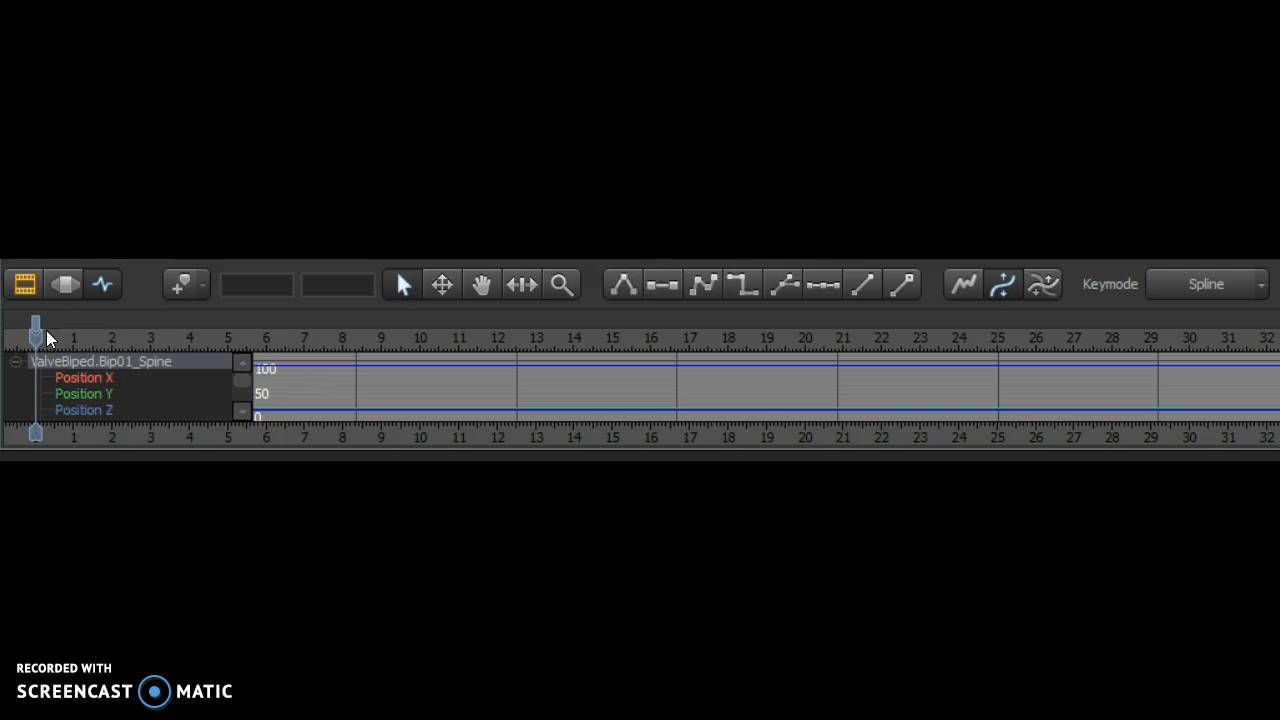 Keymode Spline
1 2 3 4 5 6 7 8 9 10 11 12 13 14 15 16 17 18 19 20 21 22 23 24 25 26 27 28 29 30 31 32
ValveBiped.Bip01_Spine
100
Position X
Position Y
50
Position Z
0
1 2 3 4 5 6 7 8 9 10 11 12 13 14 15 16 17 18 19 20 21 22 23 24 25 26 27 28 29 30 31 32
RECORDED WITH
SCREENCAST MATIC